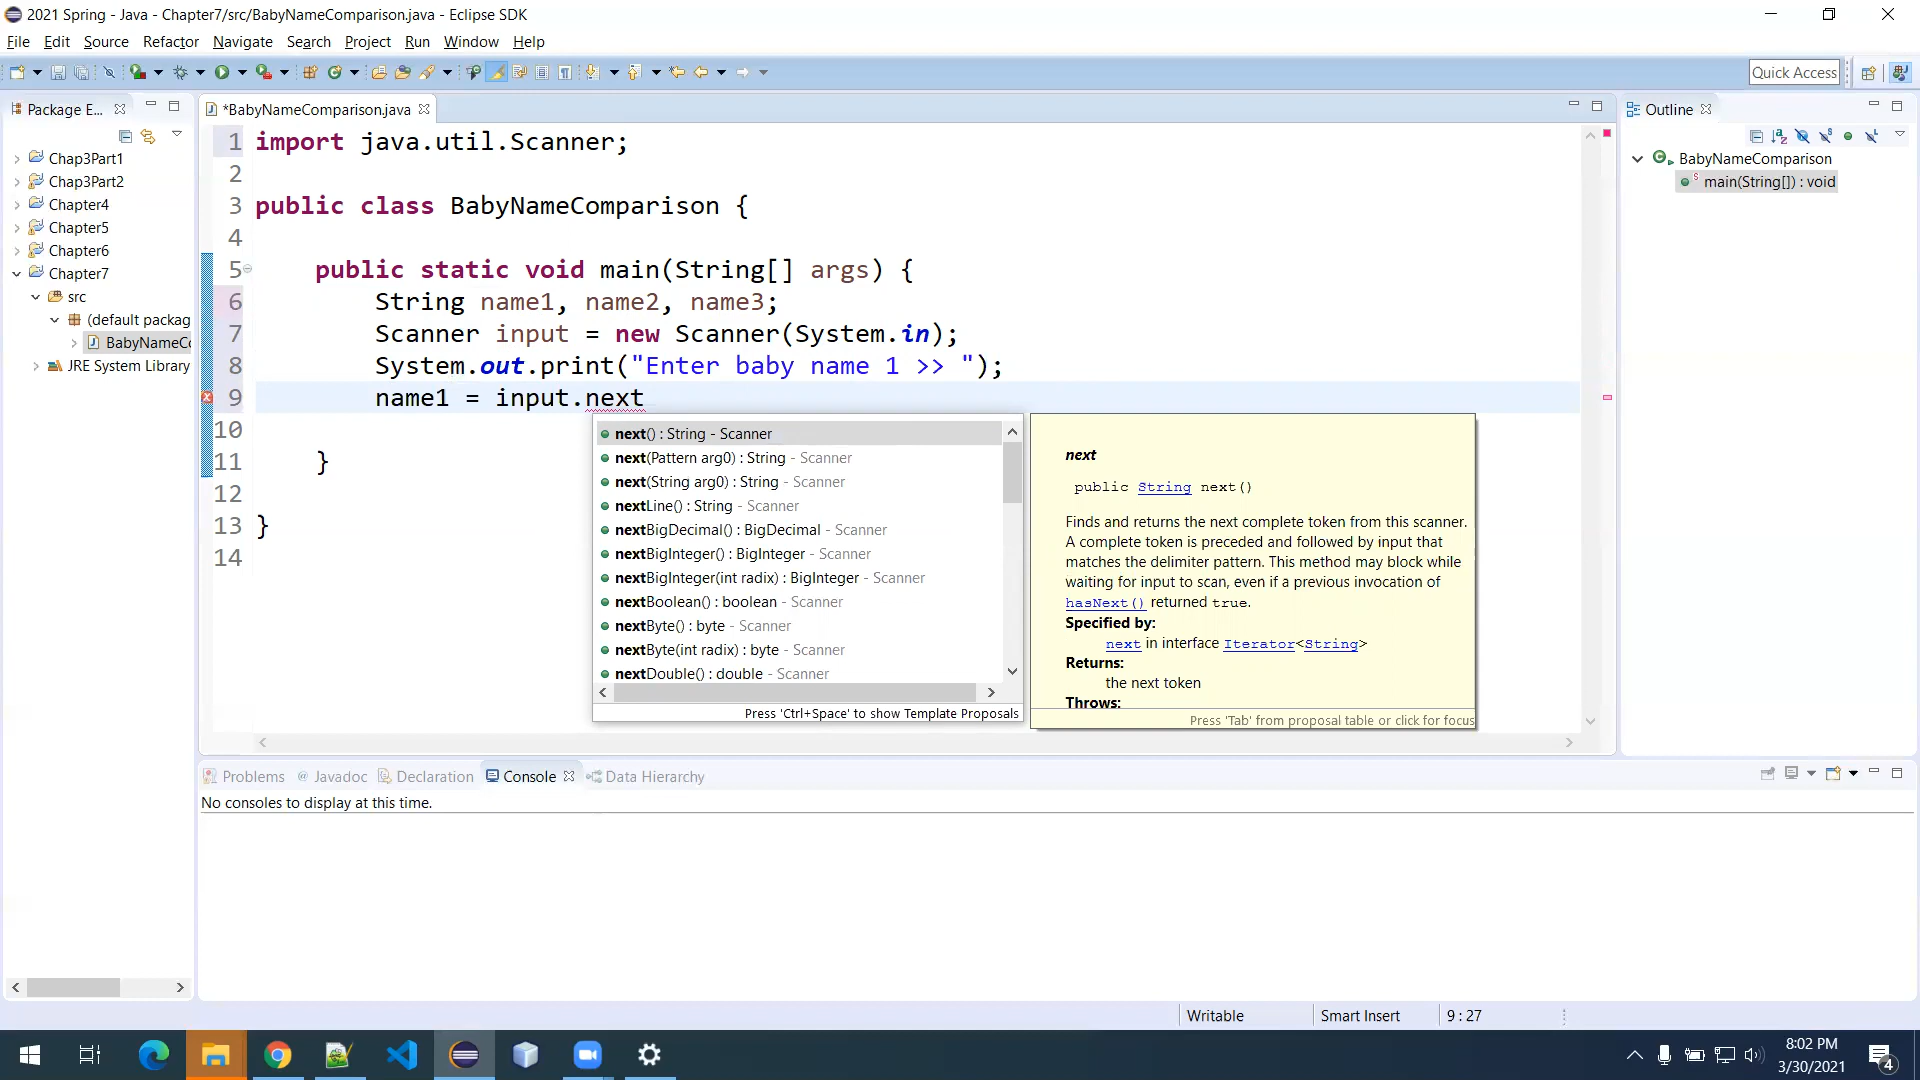 2021 Spring - Java - Chapter7/src/BabyNameComparison.java - Eclipse SDK
File Edit Source Refactor Navigate Search Project Run Window Help
Quick Access
Package E...
*BabyNameComparison.java
Outline
Chap3Part1
Chap3Part2
Chapter4
Chapter5
Chapter6
Chapter7
src
(default packag
BabyNameCo
JRE System Library
1 import java.util.Scanner;
2
3 public class BabyNameComparison {
4
5 public static void main(String[] args) {
6 String name1, name2, name3;
7 Scanner input = new Scanner(System.in);
8 System.out.print("Enter baby name 1 >> ");
9 name1 = input.next
10
11 }
12
13 }
14
next() : String - Scanner
next(Pattern arg0) : String - Scanner
next(String arg0) : String - Scanner
nextLine() : String - Scanner
nextBigDecimal() : BigDecimal - Scanner
nextBigInteger() : BigInteger - Scanner
nextBigInteger(int radix) : BigInteger - Scanner
nextBoolean() : boolean - Scanner
nextByte() : byte - Scanner
nextByte(int radix) : byte - Scanner
nextDouble() : double - Scanner
Press 'Ctrl+Space' to show Template Proposals
next
public String next()
Finds and returns the next complete token from this scanner.
A complete token is preceded and followed by input that
matches the delimiter pattern. This method may block while
waiting for input to scan, even if a previous invocation of
hasNext() returned true.
Specified by:
next in interface Iterator<String>
Returns:
the next token
Throws:
Press 'Tab' from proposal table or click for focus
BabyNameComparison
main(String[]) : void
Problems @ Javadoc Declaration Console Data Hierarchy
No consoles to display at this time.
Writable Smart Insert 9 : 27
8:02 PM
3/30/2021
4